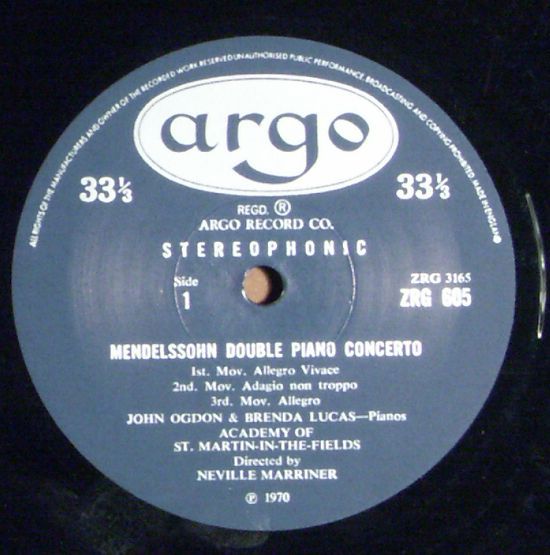 ALL RIGHTS OF THE MANUFACTURERS AND OWNER OF THE RECORDED WORK RESERVED UNAUTHORISED PUBLIC PERFORMANCE, BROADCASTING AND COPYING PROHIBITED MADE IN ENGLAND
argo
33⅓
33⅓
REGD. ®
ARGO RECORD CO.
STEREOPHONIC
Side
1
ZRG 3165
ZRG 605
MENDELSSOHN DOUBLE PIANO CONCERTO
1st. Mov. Allegro Vivace
2nd. Mov. Adagio non troppo
3rd. Mov. Allegro
JOHN OGDON & BRENDA LUCAS—Pianos
ACADEMY OF
ST. MARTIN-IN-THE-FIELDS
Directed by
NEVILLE MARRINER
℗ 1970